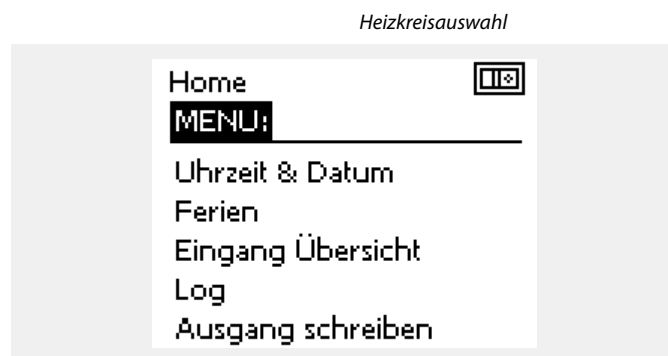 Heizkreisauswahl
Home
MENU:
Uhrzeit & Datum
Ferien
Eingang Übersicht
Log
Ausgang schreiben